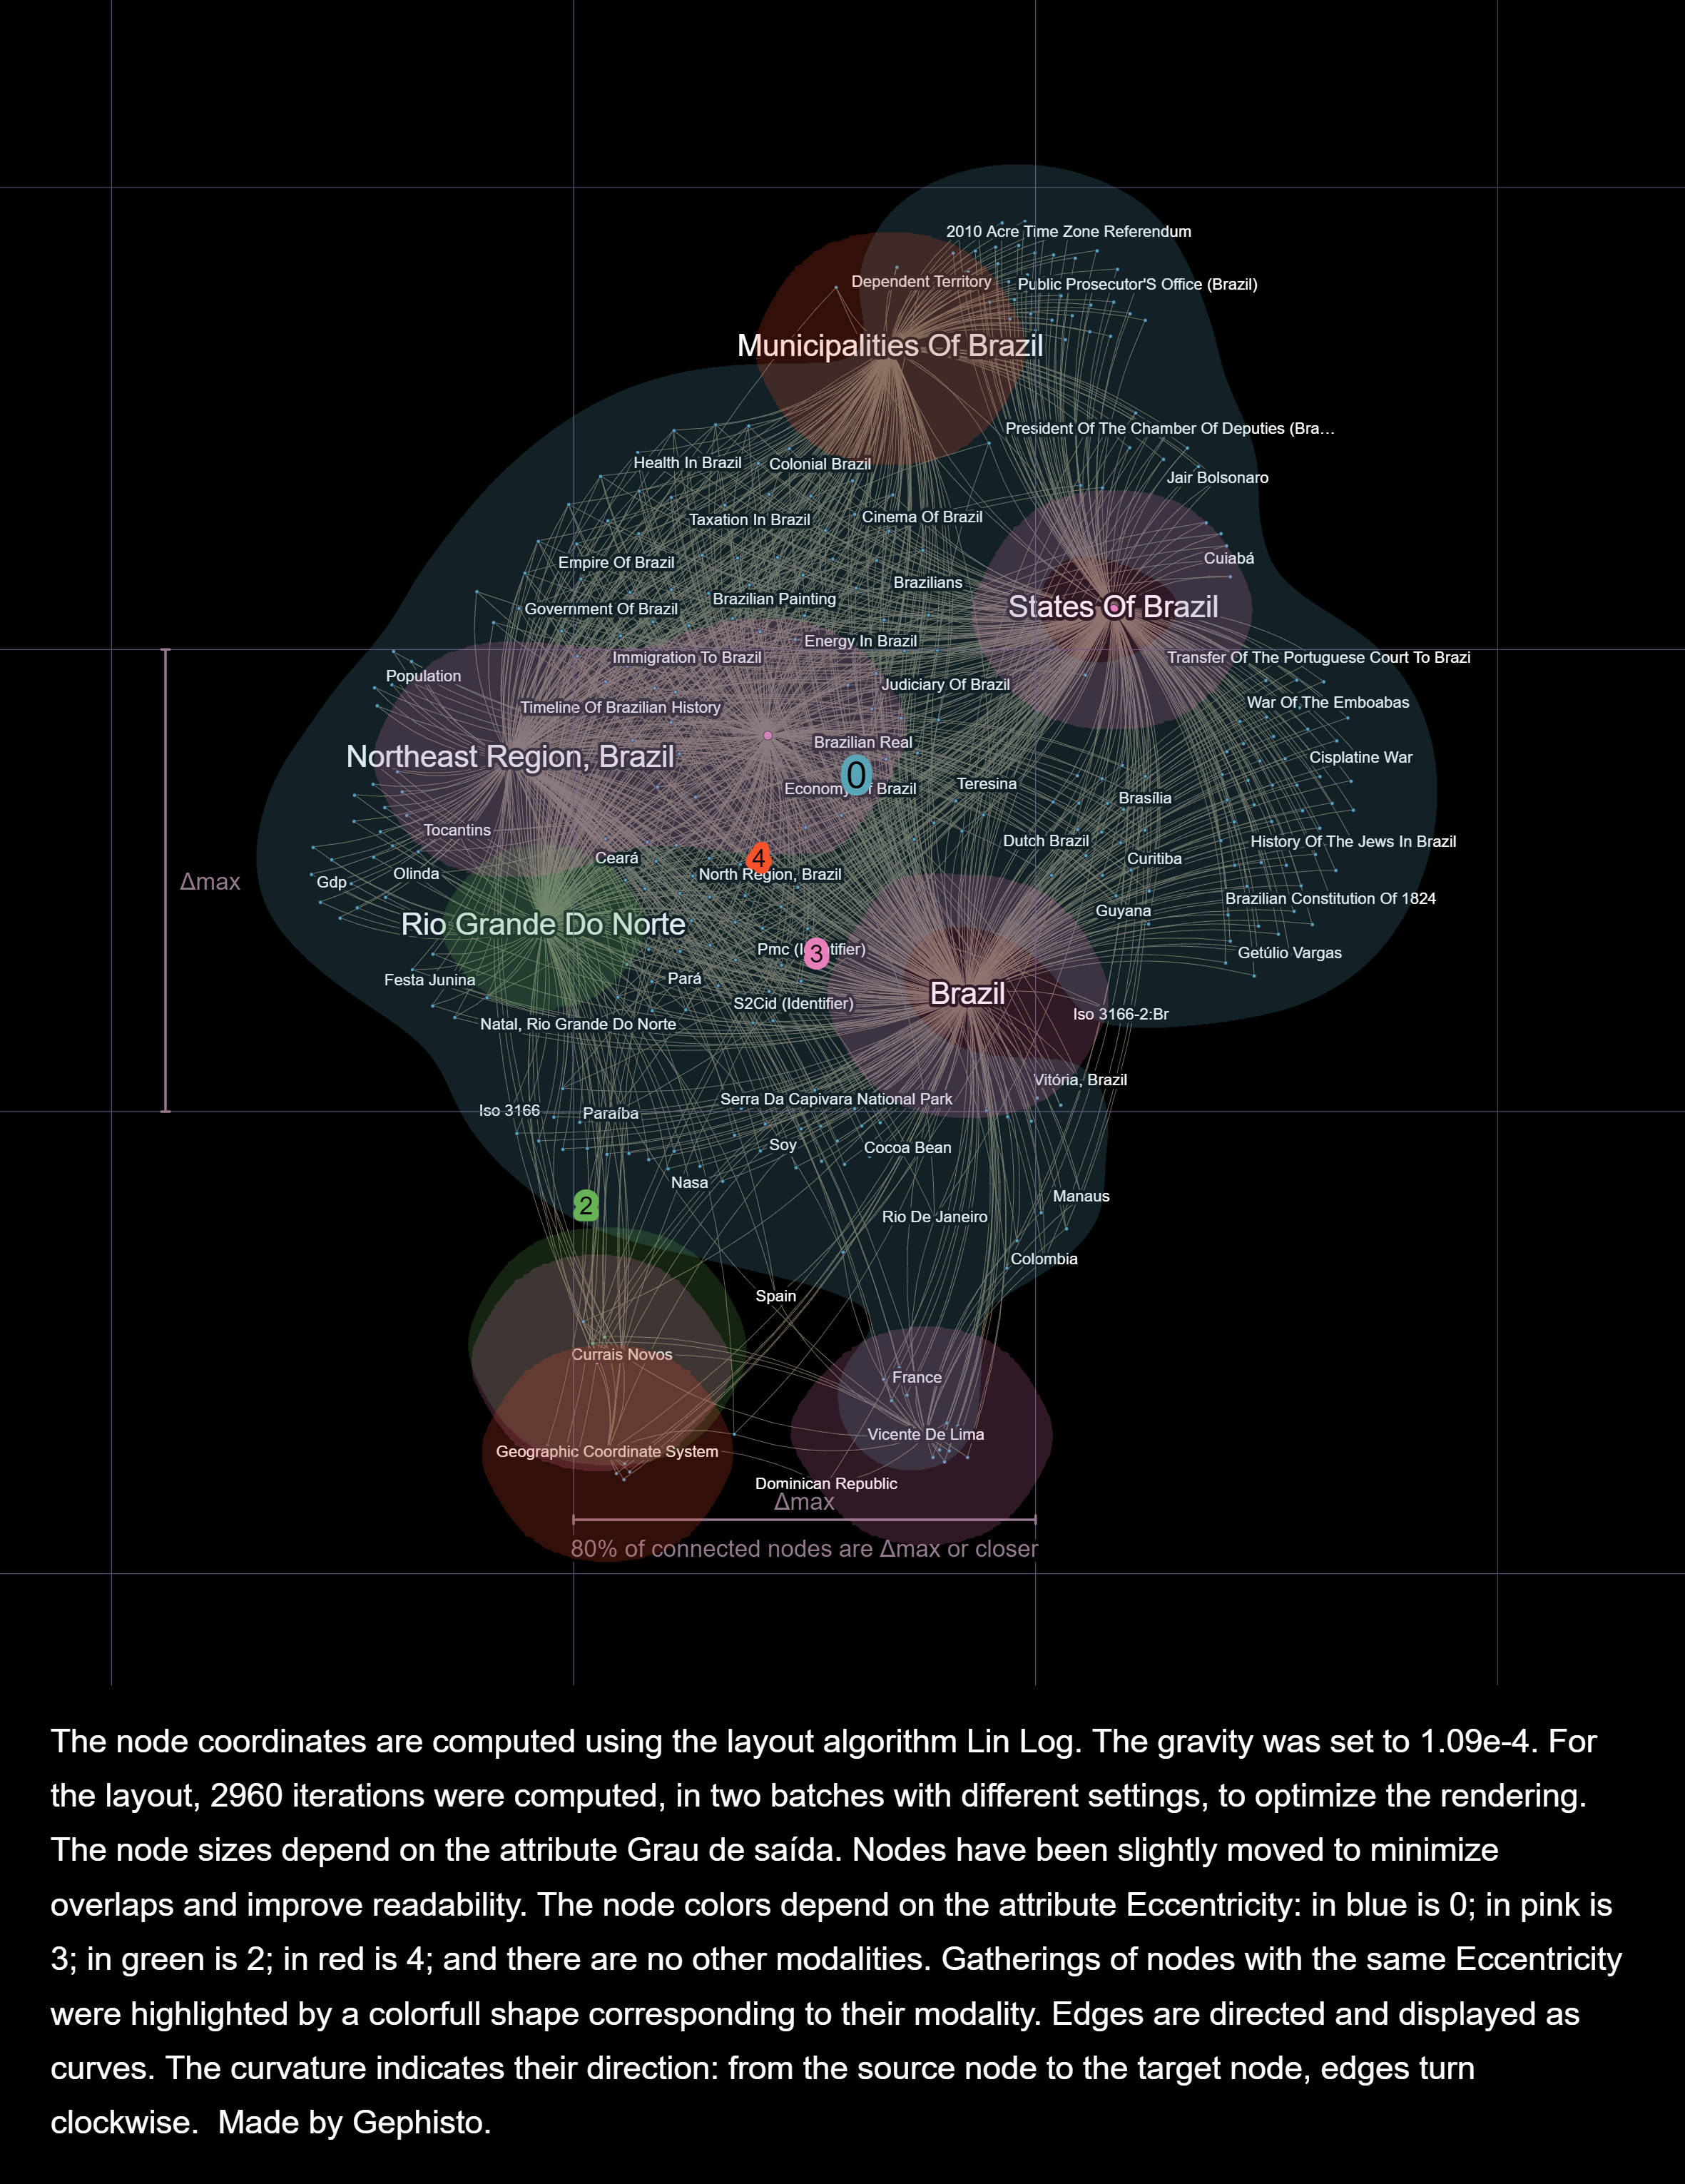 2010 Acre Time Zone Referendum
Dependent Territory
Public Prosecutor'S Office (Brazil)
Municipalities Of Brazil
President Of The Chamber Of Deputies (Bra…
Health In Brazil
Colonial Brazil
Jair Bolsonaro
Taxation In Brazil
Cinema Of Brazil
Empire Of Brazil
Cuiabá
Brazilians
Brazilian Painting
Government Of Brazil
States Of Brazil
Energy In Brazil
Immigration To Brazil
Transfer Of The Portuguese Court To Brazi
Population
Judiciary Of Brazil
War Of The Emboabas
Timeline Of Brazilian History
Brazilian Real
Northeast Region, Brazil
Cisplatine War
0
Teresina
Economy Of Brazil
Brasília
Tocantins
Dutch Brazil
History Of The Jews In Brazil
4
Ceará
Curitiba
Olinda
North Region, Brazil
Gdp
Δmax
Brazilian Constitution Of 1824
Guyana
Rio Grande Do Norte
Pmc (Identifier)
3
Getúlio Vargas
Festa Junina
Pará
Brazil
S2Cid (Identifier)
Iso 3166-2:Br
Natal, Rio Grande Do Norte
Vitória, Brazil
Serra Da Capivara National Park
Iso 3166
Paraíba
Soy
Cocoa Bean
Nasa
Manaus
2
Rio De Janeiro
Colombia
Spain
Currais Novos
France
Vicente De Lima
Geographic Coordinate System
Dominican Republic
Δmax
80% of connected nodes are Δmax or closer
The node coordinates are computed using the layout algorithm Lin Log. The gravity was set to 1.09e-4. For
the layout, 2960 iterations were computed, in two batches with different settings, to optimize the rendering.
The node sizes depend on the attribute Grau de saída. Nodes have been slightly moved to minimize
overlaps and improve readability. The node colors depend on the attribute Eccentricity: in blue is 0; in pink is
3; in green is 2; in red is 4; and there are no other modalities. Gatherings of nodes with the same Eccentricity
were highlighted by a colorfull shape corresponding to their modality. Edges are directed and displayed as
curves. The curvature indicates their direction: from the source node to the target node, edges turn
clockwise.  Made by Gephisto.